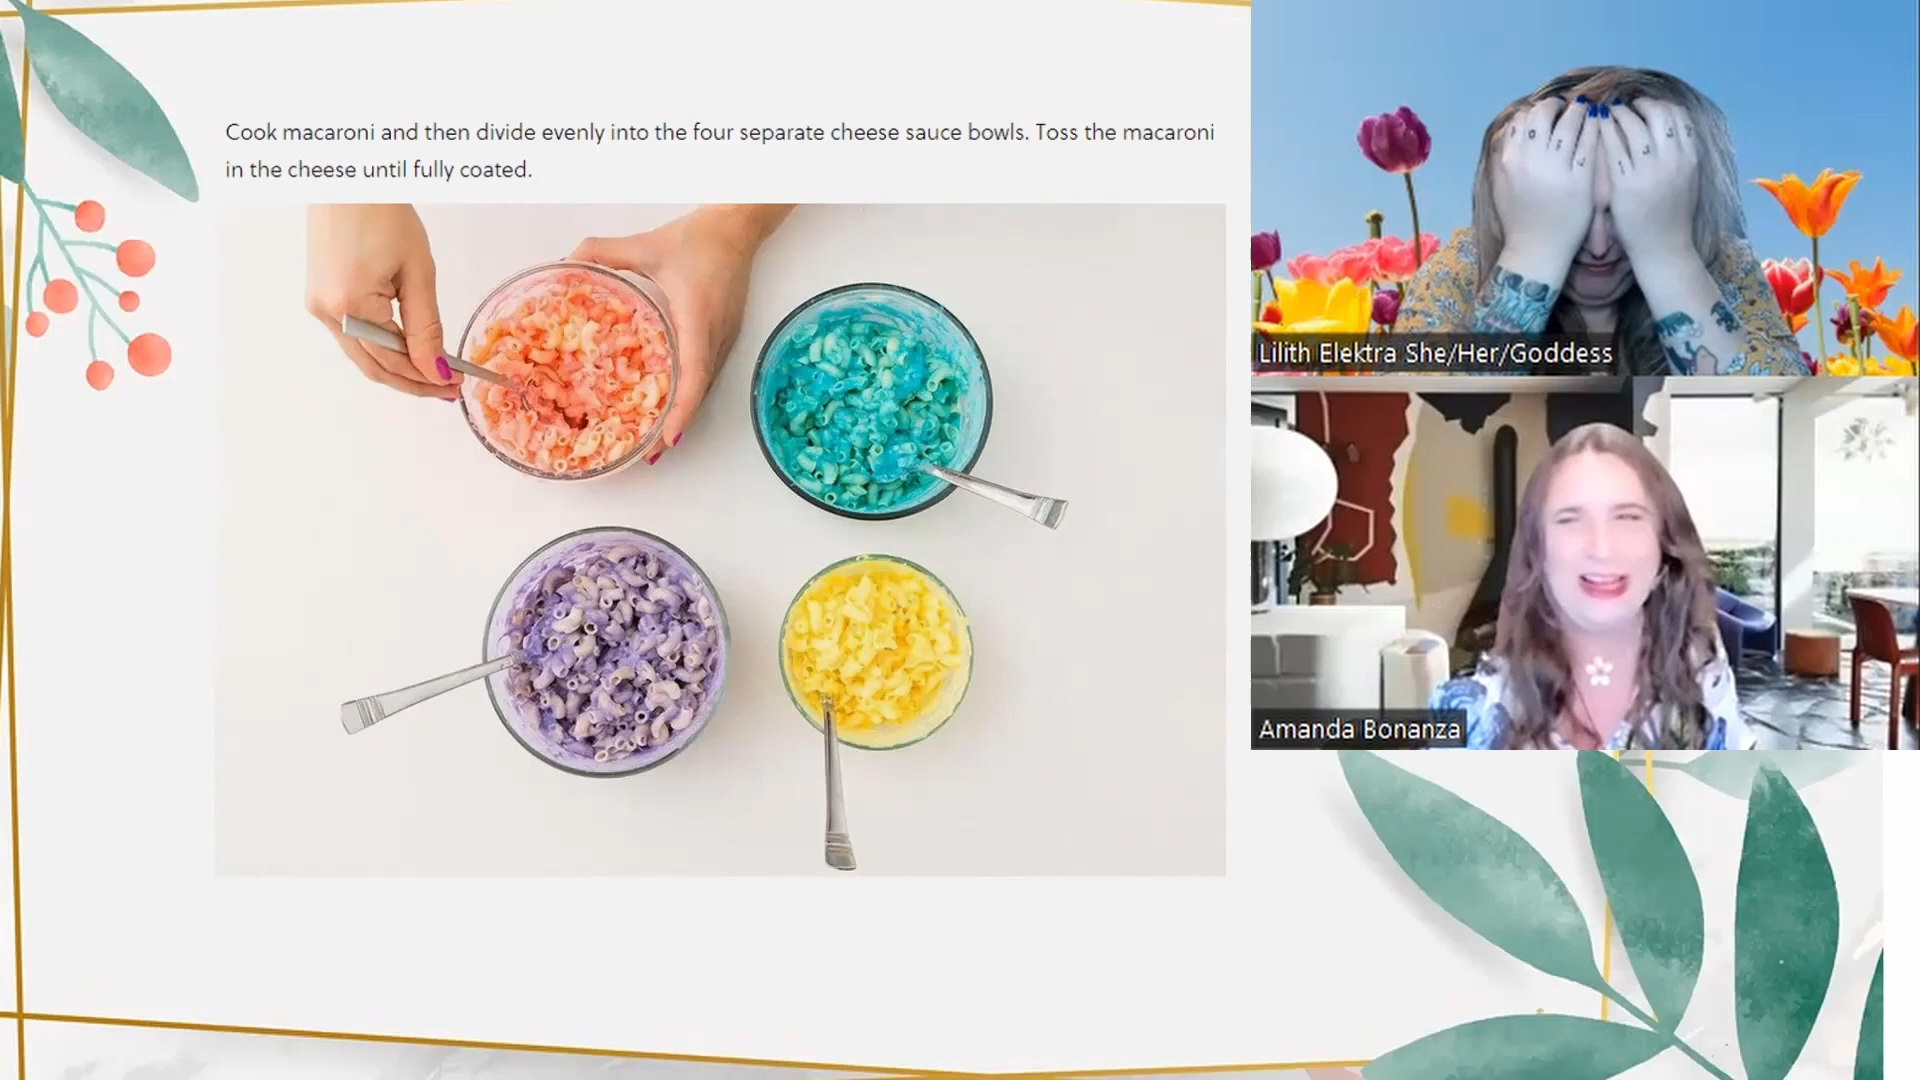 Cook macaroni and then divide evenly into the four separate cheese sauce bowls. Toss the macaroni
in the cheese until fully coated.
Lilith Elektra She/Her/Goddess
Amanda Bonanza